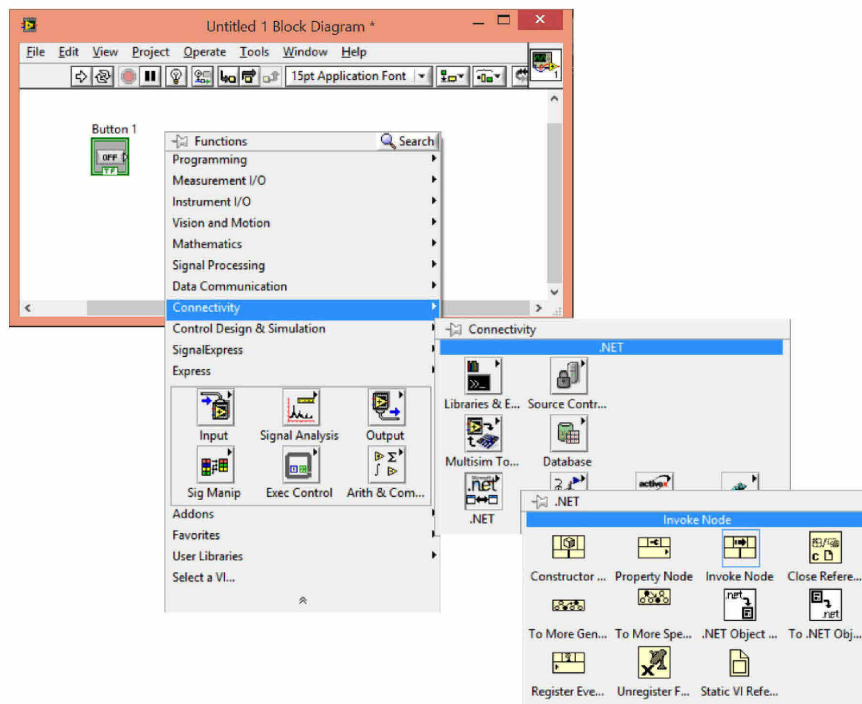 Untitled 1 Block Diagram *
File Edit View Project Operate Tools Window Help
15pt Application Font
1
Button 1
OFF
TF
Functions
Search
Programming
Measurement I/O
Instrument I/O
Vision and Motion
Mathematics
Signal Processing
Data Communication
Connectivity
Control Design & Simulation
SignalExpress
Express
Input Signal Analysis Output
Sig Manip Exec Control Arith & Com...
Addons
Favorites
User Libraries
Select a VI...
Connectivity
.NET
Libraries & E... Source Contr...
Multisim To... Database
.net
activeX
.NET
.NET
Invoke Node
Constructor ... Property Node Invoke Node Close Refere...
.net
.net
To More Gen... To More Spe... .NET Object ... To .NET Obj...
Register Eve... Unregister F... Static VI Refe...